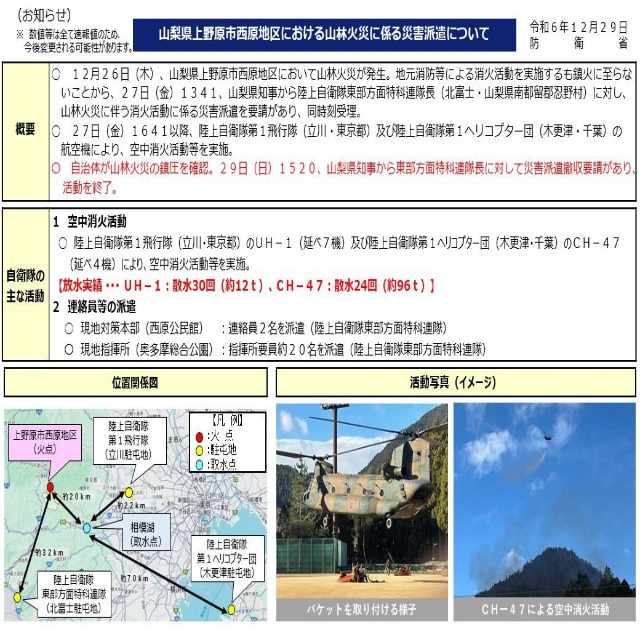 （お知らせ）
※ 数値等は全て速報値のため、
今後変更される可能性があります。
山梨県上野原市西原地区における山林火災に係る災害派遣について
令和６年１２月２９日
防衛省
概要
○ １２月２６日（木）、山梨県上野原市西原地区において山林火災が発生。地元消防等による消火活動を実施するも鎮火に至らな
いことから、２７日（金）１３４１、山梨県知事から陸上自衛隊東部方面特科連隊長（北富士・山梨県南都留郡忍野村）に対し、
山林火災に伴う消火活動に係る災害派遣を要請があり、同時刻受理。
○ ２７日（金）１６４１以降、陸上自衛隊第１飛行隊（立川・東京都）及び陸上自衛隊第１ヘリコプター団（木更津・千葉）の
航空機により、空中消火活動等を実施。
○ 自治体が山林火災の鎮圧を確認。２９日（日）１５２０、山梨県知事から東部方面特科連隊長に対して災害派遣撤収要請があり、
活動を終了。
自衛隊の
主な活動
１ 空中消火活動
○ 陸上自衛隊第１飛行隊（立川・東京都）のＵＨ－１（延べ７機）及び陸上自衛隊第１ヘリコプター団（木更津・千葉）のＣＨ－４７
（延べ４機）により、空中消火活動等を実施。
【放水実績・・・ ＵＨ－１：散水30回（約12ｔ）、ＣＨ－４７：散水24回（約96ｔ）】
２ 連絡員等の派遣
○ 現地対策本部（西原公民館） ：連絡員２名を派遣（陸上自衛隊東部方面特科連隊）
○ 現地指揮所（奥多摩総合公園）：指揮所要員約２０名を派遣（陸上自衛隊東部方面特科連隊）
位置関係図
活動写真（イメージ）
上野原市西原地区
（火点）
陸上自衛隊
第１飛行隊
（立川駐屯地）
【凡 例】
：火 点
：駐屯地
：取水点
約20km
約22km
相模湖
（取水点）
約32km
約70km
陸上自衛隊
東部方面特科連隊
（北富士駐屯地）
陸上自衛隊
第１ヘリコプター団
（木更津駐屯地）
バケットを取り付ける様子
ＣＨ－４７による空中消火活動